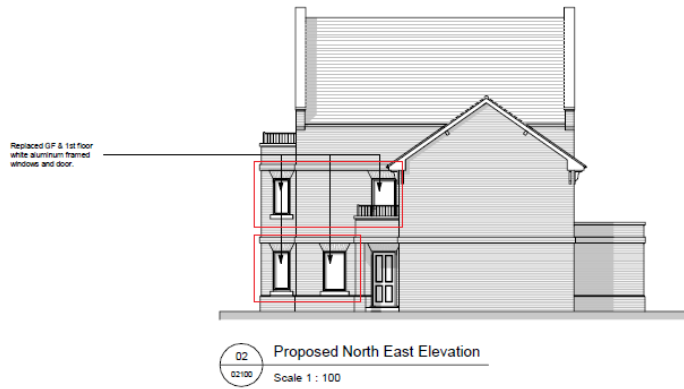 Replaced GF & 1st floor
white aluminum framed
windows and door.
02
02100
Proposed North East Elevation
Scale 1 : 100